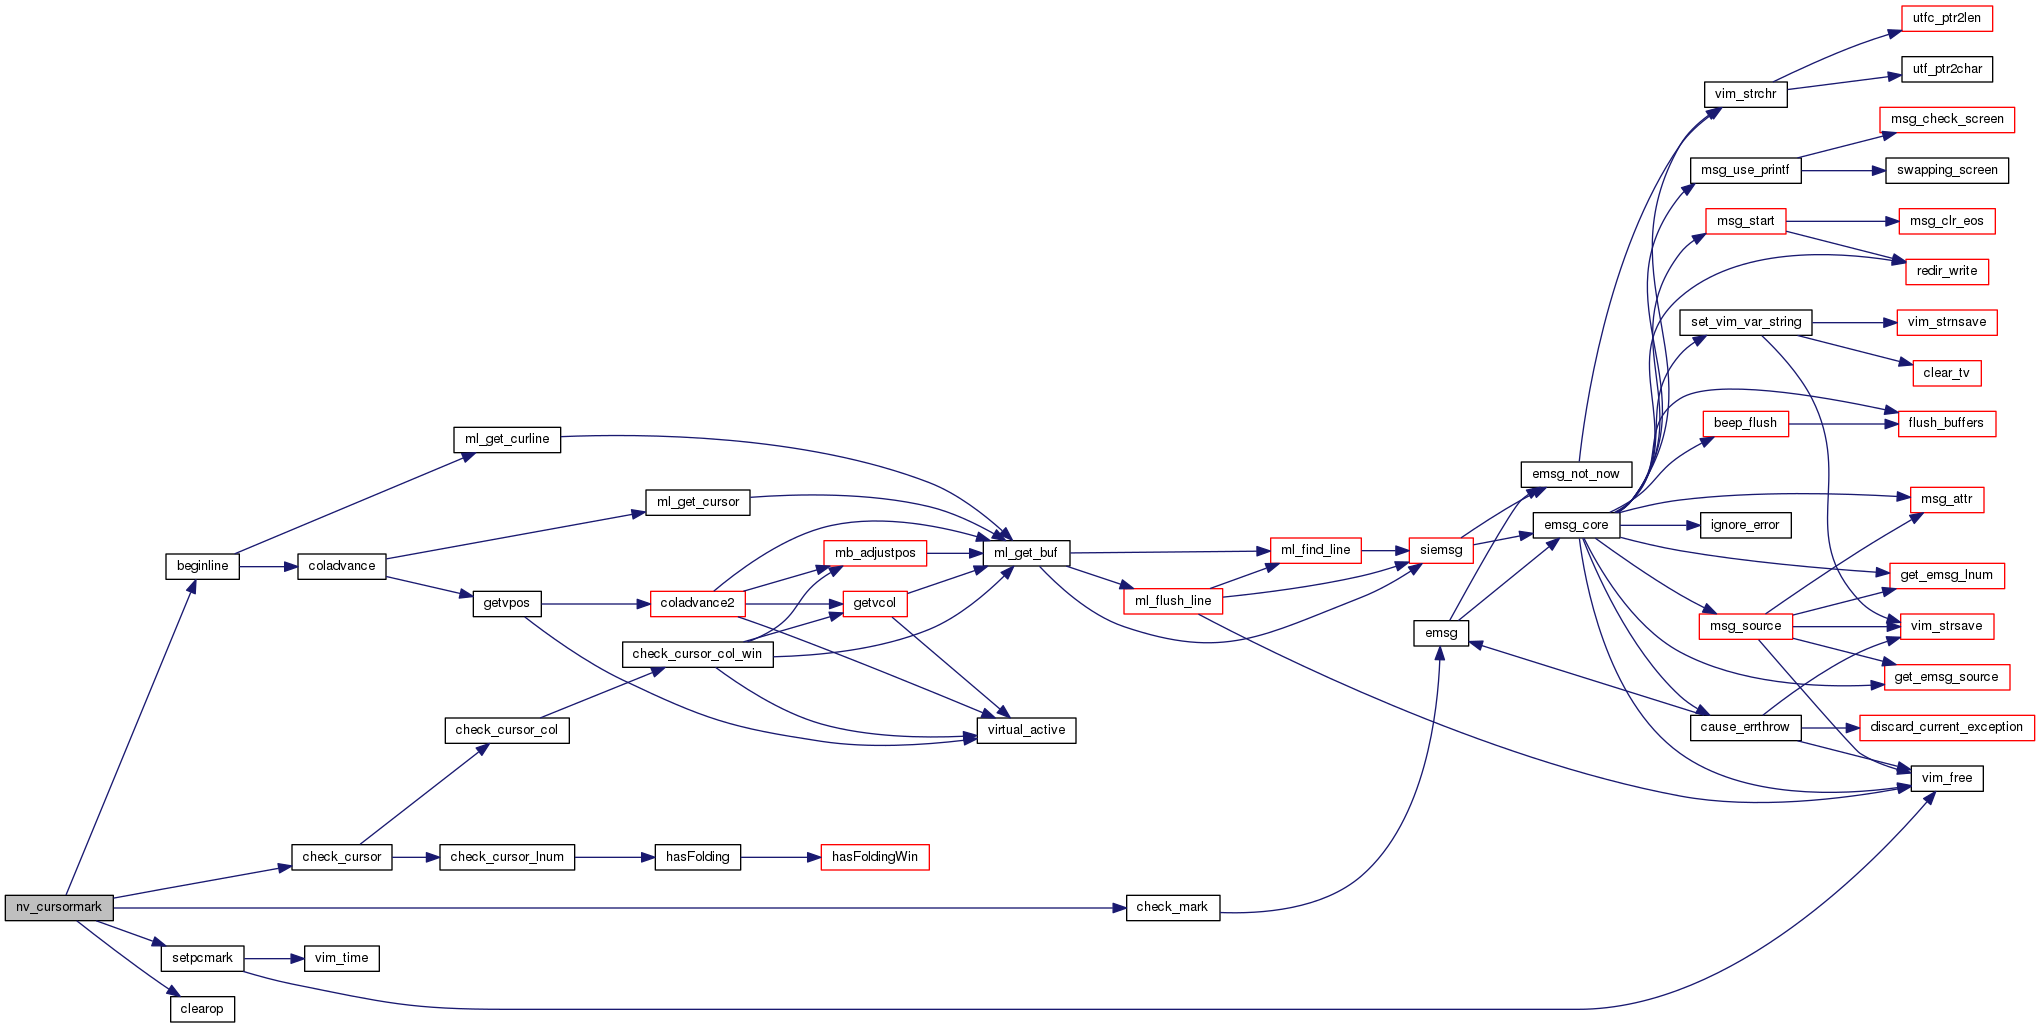 utfc_ptr2len
utf_ptr2char
vim_strchr
msg_check_screen
msg_use_printf
swapping_screen
msg_start
msg_clr_eos
redir_write
set_vim_var_string
vim_strnsave
clear_tv
beep_flush
flush_buffers
ml_get_curline
emsg_not_now
ml_get_cursor
msg_attr
emsg_core
ignore_error
beginline
coladvance
mb_adjustpos
ml_get_buf
ml_find_line
siemsg
get_emsg_lnum
getvpos
coladvance2
getvcol
ml_flush_line
msg_source
vim_strsave
emsg
check_cursor_col_win
get_emsg_source
check_cursor_col
virtual_active
cause_errthrow
discard_current_exception
vim_free
check_cursor
check_cursor_lnum
hasFolding
hasFoldingWin
nv_cursormark
check_mark
setpcmark
vim_time
clearop